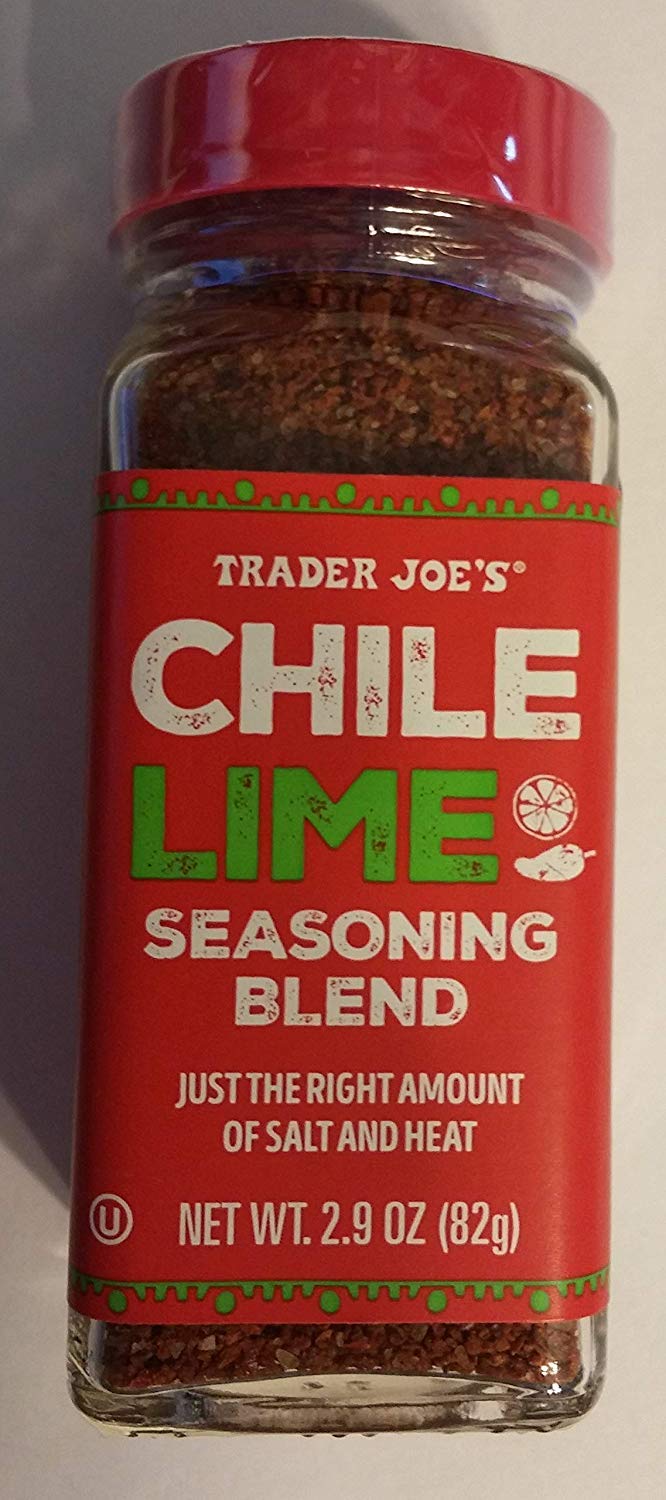 TRADER JOE'S®
CHILE
LIME
SEASONING
BLEND
JUST THE RIGHT AMOUNT
OF SALT AND HEAT
U NET WT. 2.9 OZ (82g)